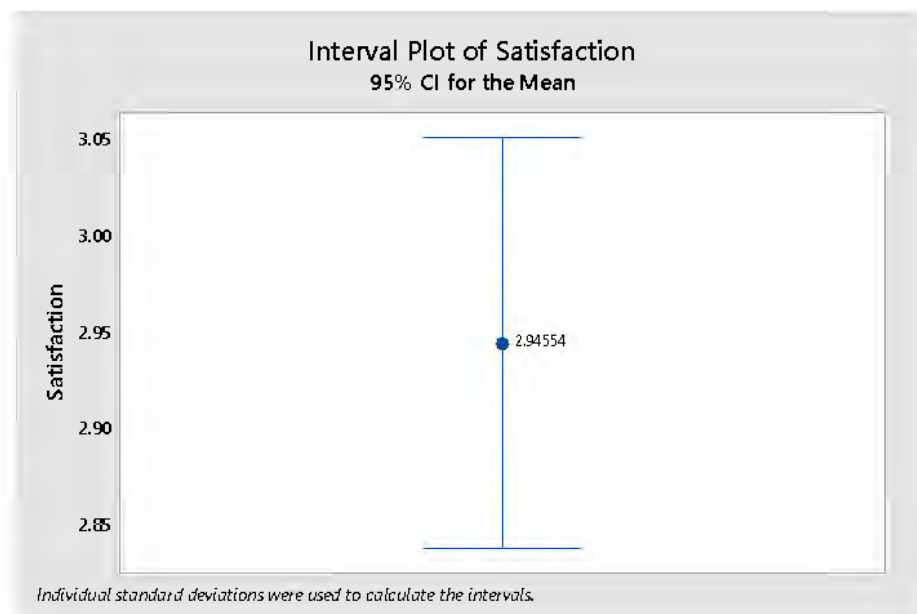 Interval Plot of Satisfaction
95% CI for the Mean
3.05
3.00
2.95
2.90
2.85
Satisfaction
2.94554
Individual standard deviations were used to calculate the intervals.